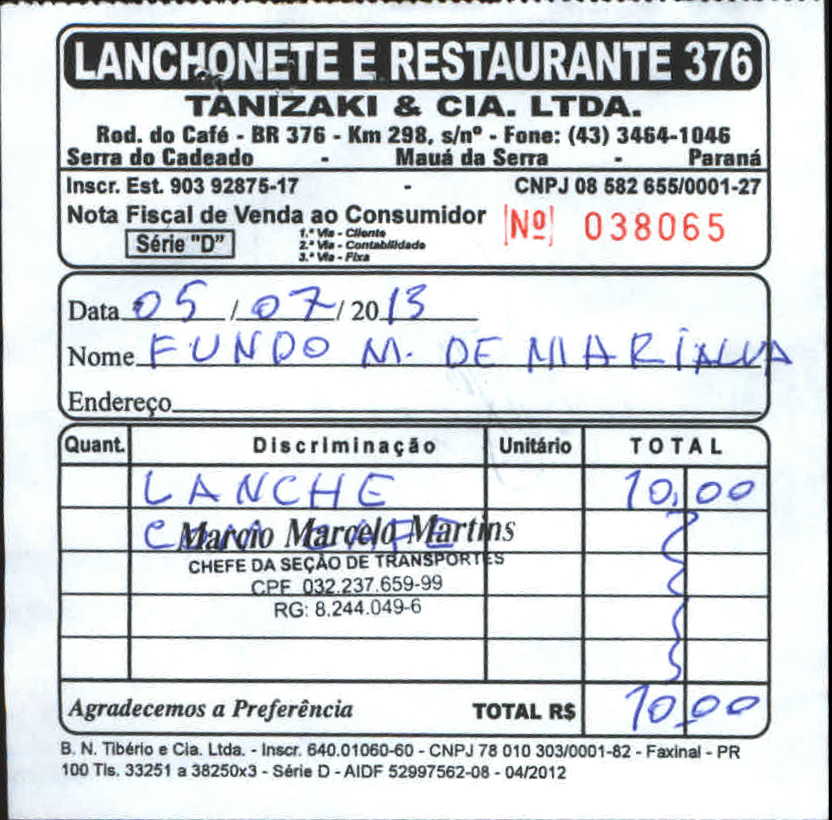 LANCHONETE E RESTAURANTE 376
TANIZAKI & CIA. LTDA.
Rod. do Café - BR 376 - Km 298, s/nº - Fone: (43) 3464-1046
Serra do Cadeado - Mauá da Serra - Paraná
Inscr. Est. 903 92875-17 - CNPJ 08 582 655/0001-27
Nota Fiscal de Venda ao Consumidor Nº 038065
Série "D"
1.ª Via - Cliente
2.ª Via - Contabilidade
3.ª Via - Fixa
Data 05 / 07 / 2013
Nome FUNDO M. DE MARIALVA
Endereço
Quant. Discriminação Unitário TOTAL
LANCHE 10,00
COM CAFE
Marcio Marcelo Martins
CHEFE DA SEÇÃO DE TRANSPORTES
CPF 032.237.659-99
RG: 8.244.049-6
Agradecemos a Preferência TOTAL R$ 10,00
B. N. Tibério e Cia. Ltda. - Inscr. 640.01060-60 - CNPJ 78 010 303/0001-82 - Faxinal - PR
100 Tls. 33251 a 38250x3 - Série D - AIDF 52997562-08 - 04/2012